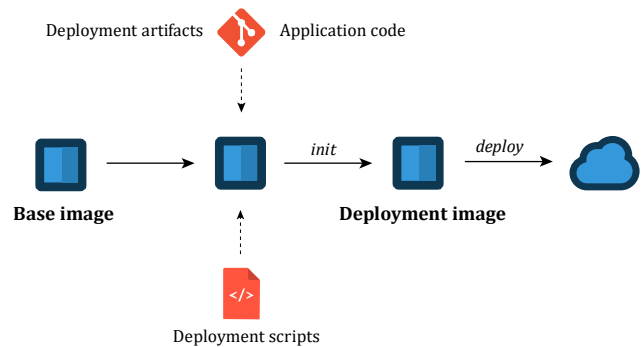 Deployment artifacts
Application code
init
deploy
Base image
Deployment image
</>
Deployment scripts